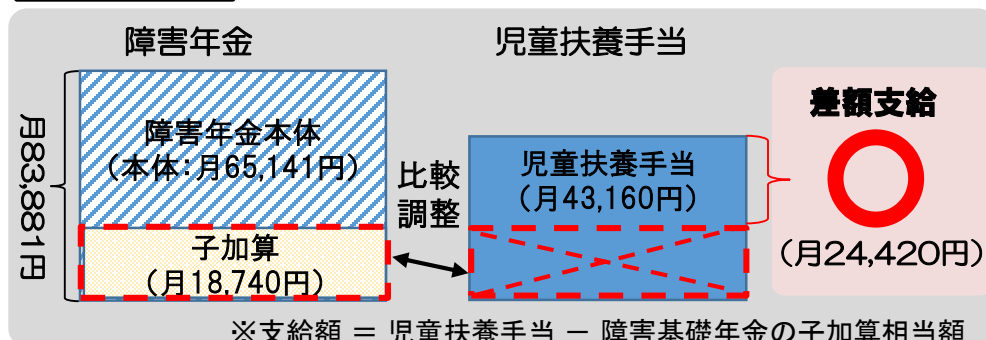 障害年金
児童扶養手当
月83,881円
障害年金本体
(本体:月65,141円)
子加算
(月18,740円)
比較
調整
児童扶養手当
(月43,160円)
差額支給
(月24,420円)
※支給額 = 児童扶養手当 - 障害基礎年金の子加算相当額